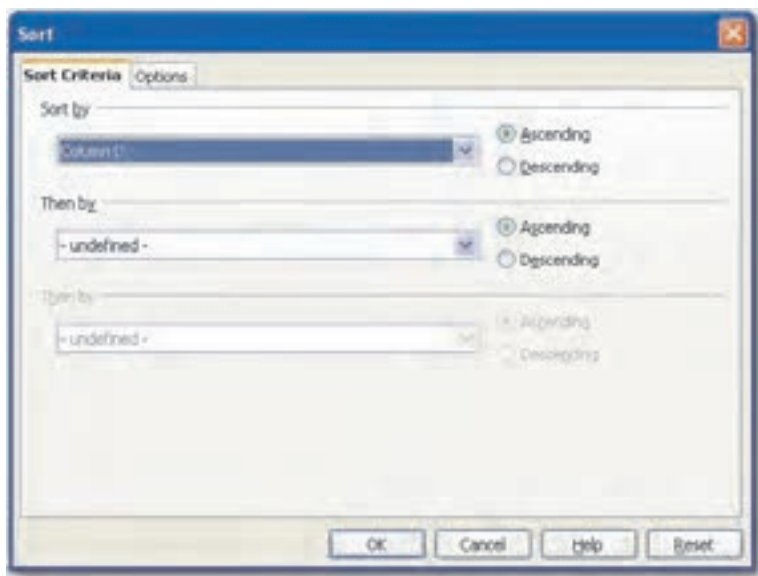 Sort
Sort Criteria Options
Sort by
Column
Ascending
Descending
Then by
- undefined -
Ascending
Descending
Then by
- undefined -
Ascending
Descending
OK Cancel Help Reset